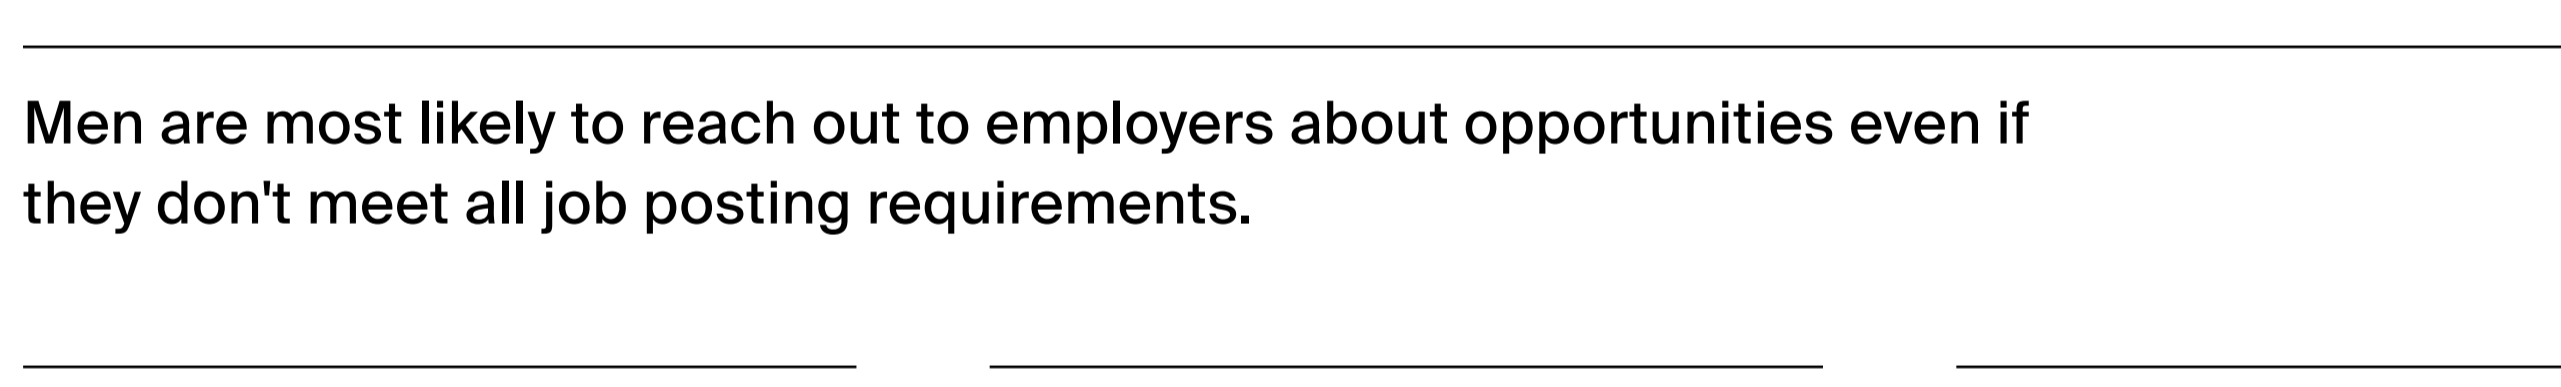 Men are most likely to reach out to employers about opportunities even if
they don't meet all job posting requirements.